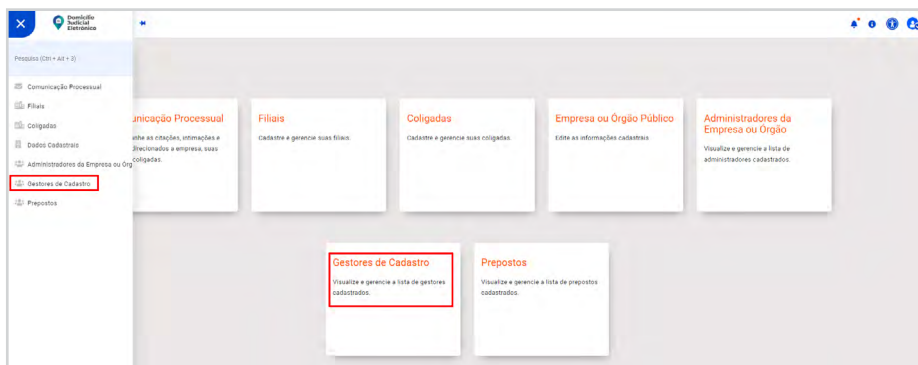 Domicílio
Judicial
Eletrônico
Pesquisa (Ctrl + Alt + 3)
Comunicação Processual
Filiais
Coligadas
Dados Cadastrais
Administradores da Empresa ou Órg
Gestores de Cadastro
Prepostos
unicação Processual
nhe as citações, intimações e
direcionados a empresa, suas
coligadas.
Filiais
Cadastre e gerencie suas filiais.
Coligadas
Cadastre e gerencie suas coligadas.
Empresa ou Órgão Público
Edite as informações cadastrais.
Administradores da
Empresa ou Órgão
Visualize e gerencie a lista de
administradores cadastrados.
Gestores de Cadastro
Visualize e gerencie a lista de gestores
cadastrados.
Prepostos
Visualize e gerencie a lista de prepostos
cadastrados.